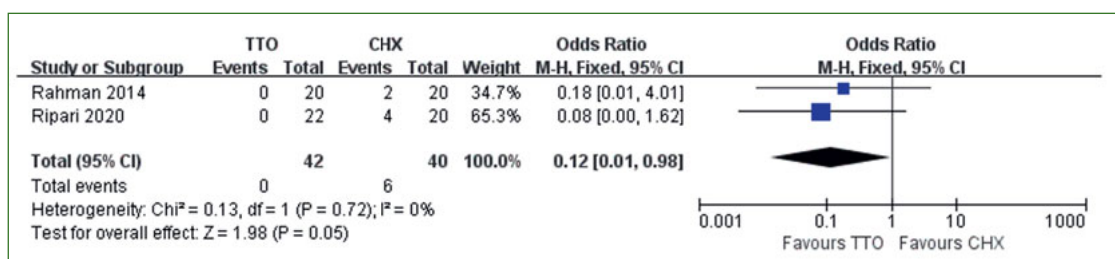 TTO CHX Odds Ratio Odds Ratio
Study or Subgroup Events Total Events Total Weight M-H, Fixed, 95% CI M-H, Fixed, 95% CI
Rahman 2014 0 20 2 20 34.7% 0.18 [0.01, 4.01]
Ripari 2020 0 22 4 20 65.3% 0.08 [0.00, 1.62]
Total (95% CI) 42 40 100.0% 0.12 [0.01, 0.98]
Total events 0 6
Heterogeneity: Chi² = 0.13, df = 1 (P = 0.72); I² = 0%
Test for overall effect: Z = 1.98 (P = 0.05)
0.001 0.1 1 10 1000
Favours TTO Favours CHX